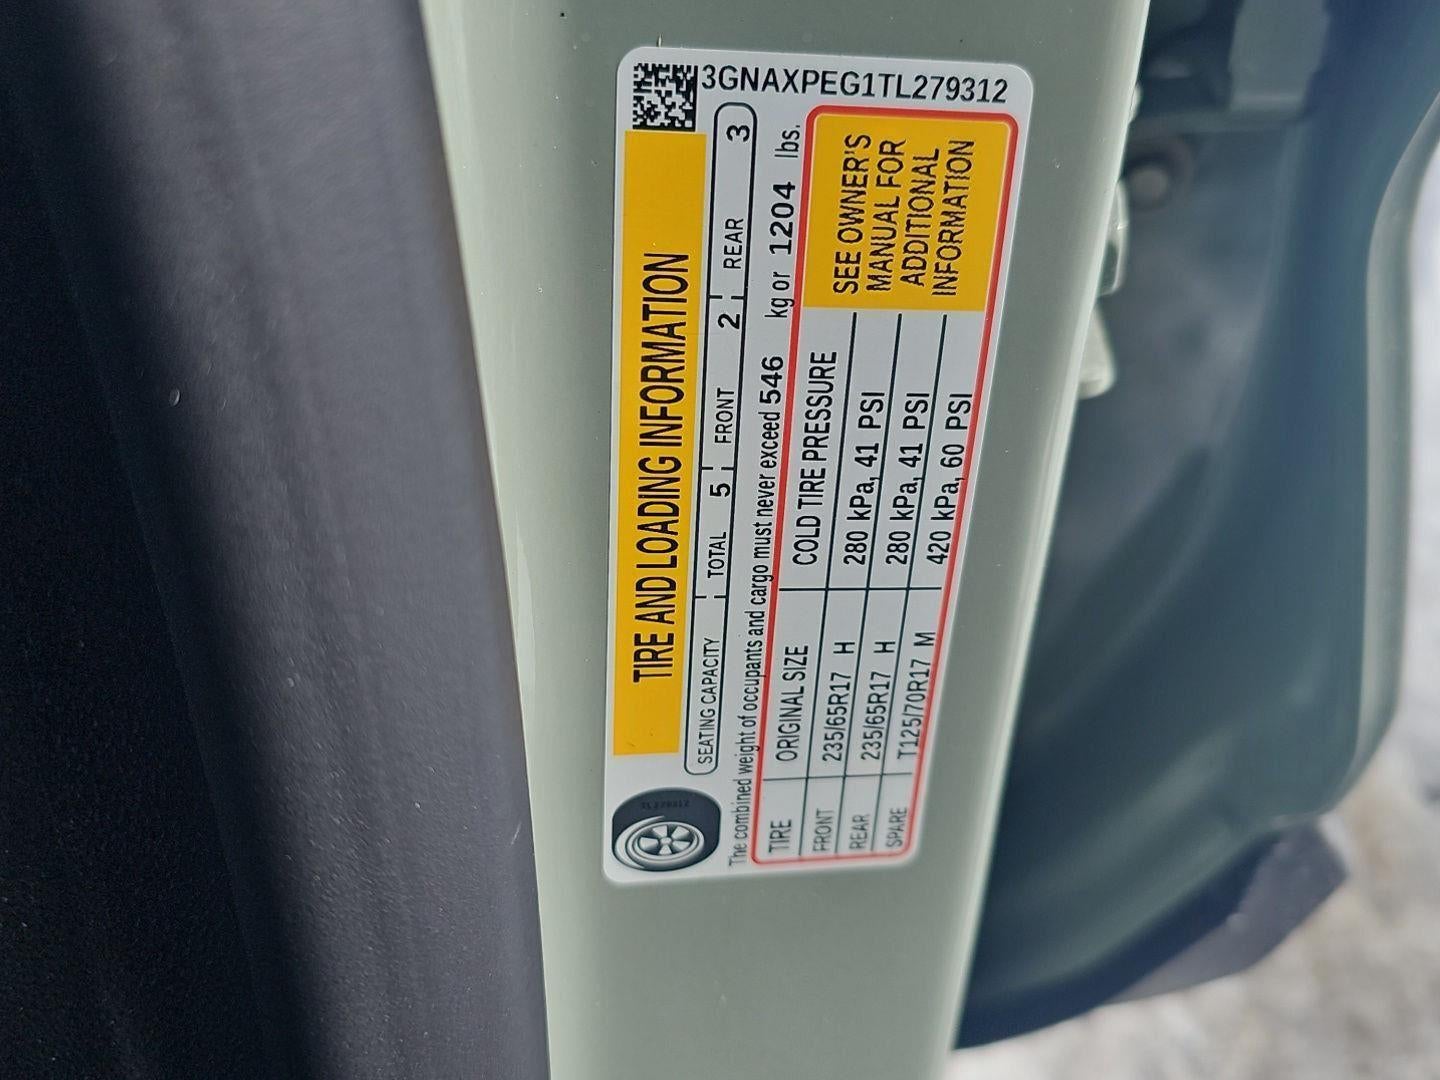 3GNAXPEG1TL279312
TIRE AND LOADING INFORMATION
SEATING CAPACITY TOTAL 5 FRONT 2 REAR 3
The combined weight of occupants and cargo must never exceed 546 kg or 1204 lbs.
TIRE ORIGINAL SIZE COLD TIRE PRESSURE
FRONT 235/65R17 H 280 kPa, 41 PSI
REAR 235/65R17 H 280 kPa, 41 PSI
SPARE T125/70R17 M 420 kPa, 60 PSI
SEE OWNER'S
MANUAL FOR
ADDITIONAL
INFORMATION
TL279312